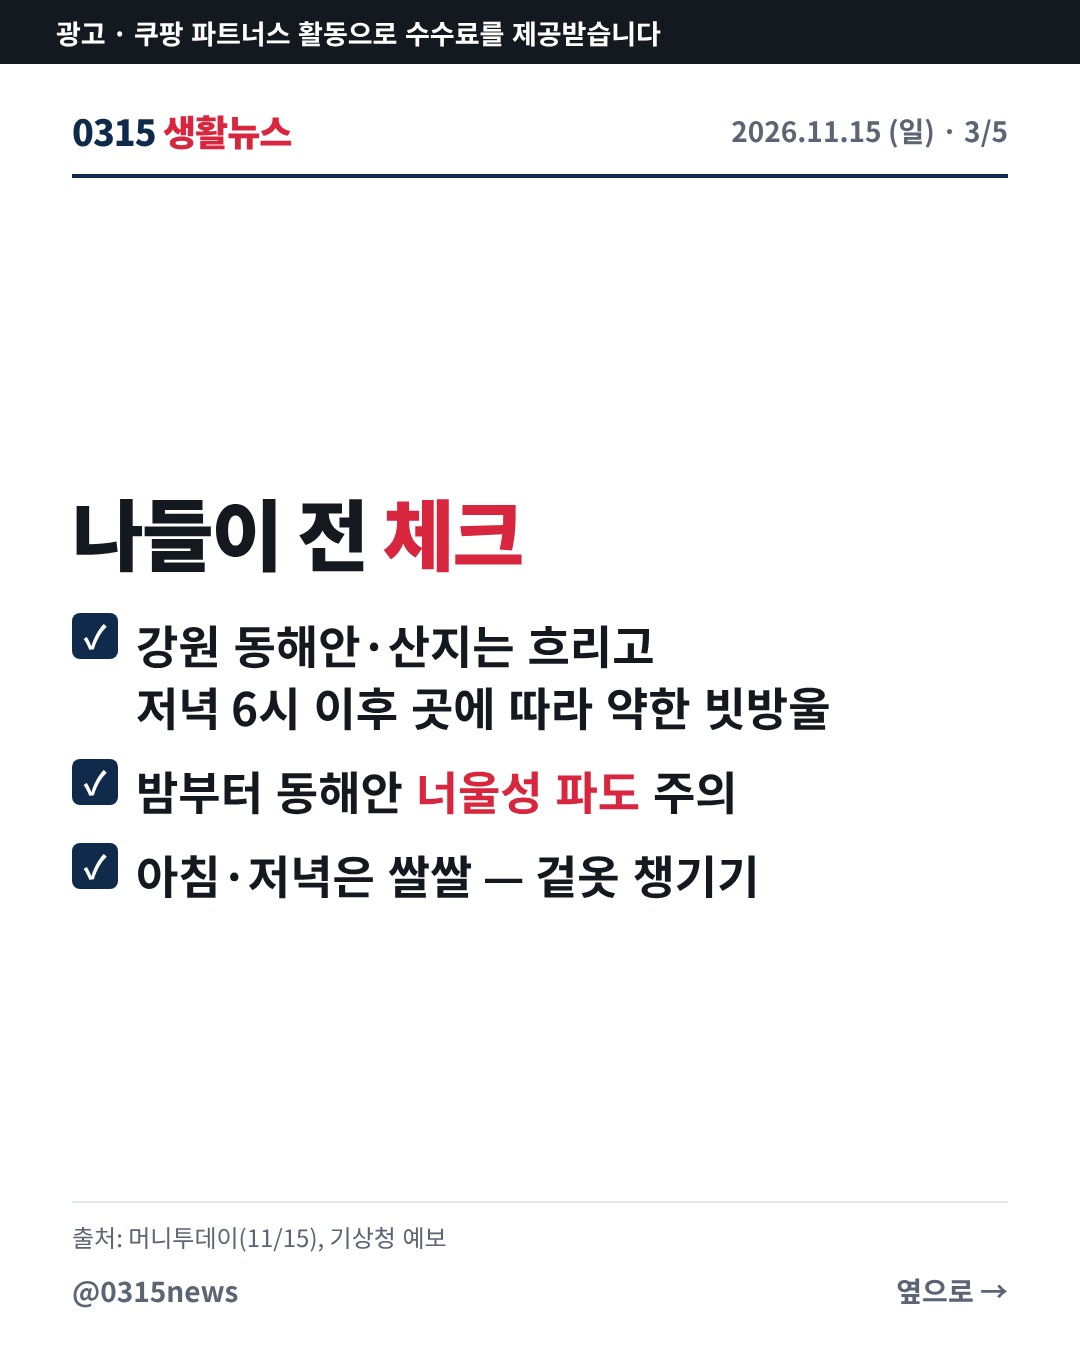 광고 · 쿠팡 파트너스 활동으로 수수료를 제공받습니다
0315 생활뉴스
2026.11.15 (일) · 3/5
나들이 전 체크
✓ 강원 동해안·산지는 흐리고
저녁 6시 이후 곳에 따라 약한 빗방울
✓ 밤부터 동해안 너울성 파도 주의
✓ 아침·저녁은 쌀쌀 — 겉옷 챙기기
출처: 머니투데이(11/15), 기상청 예보
@0315news
옆으로 →